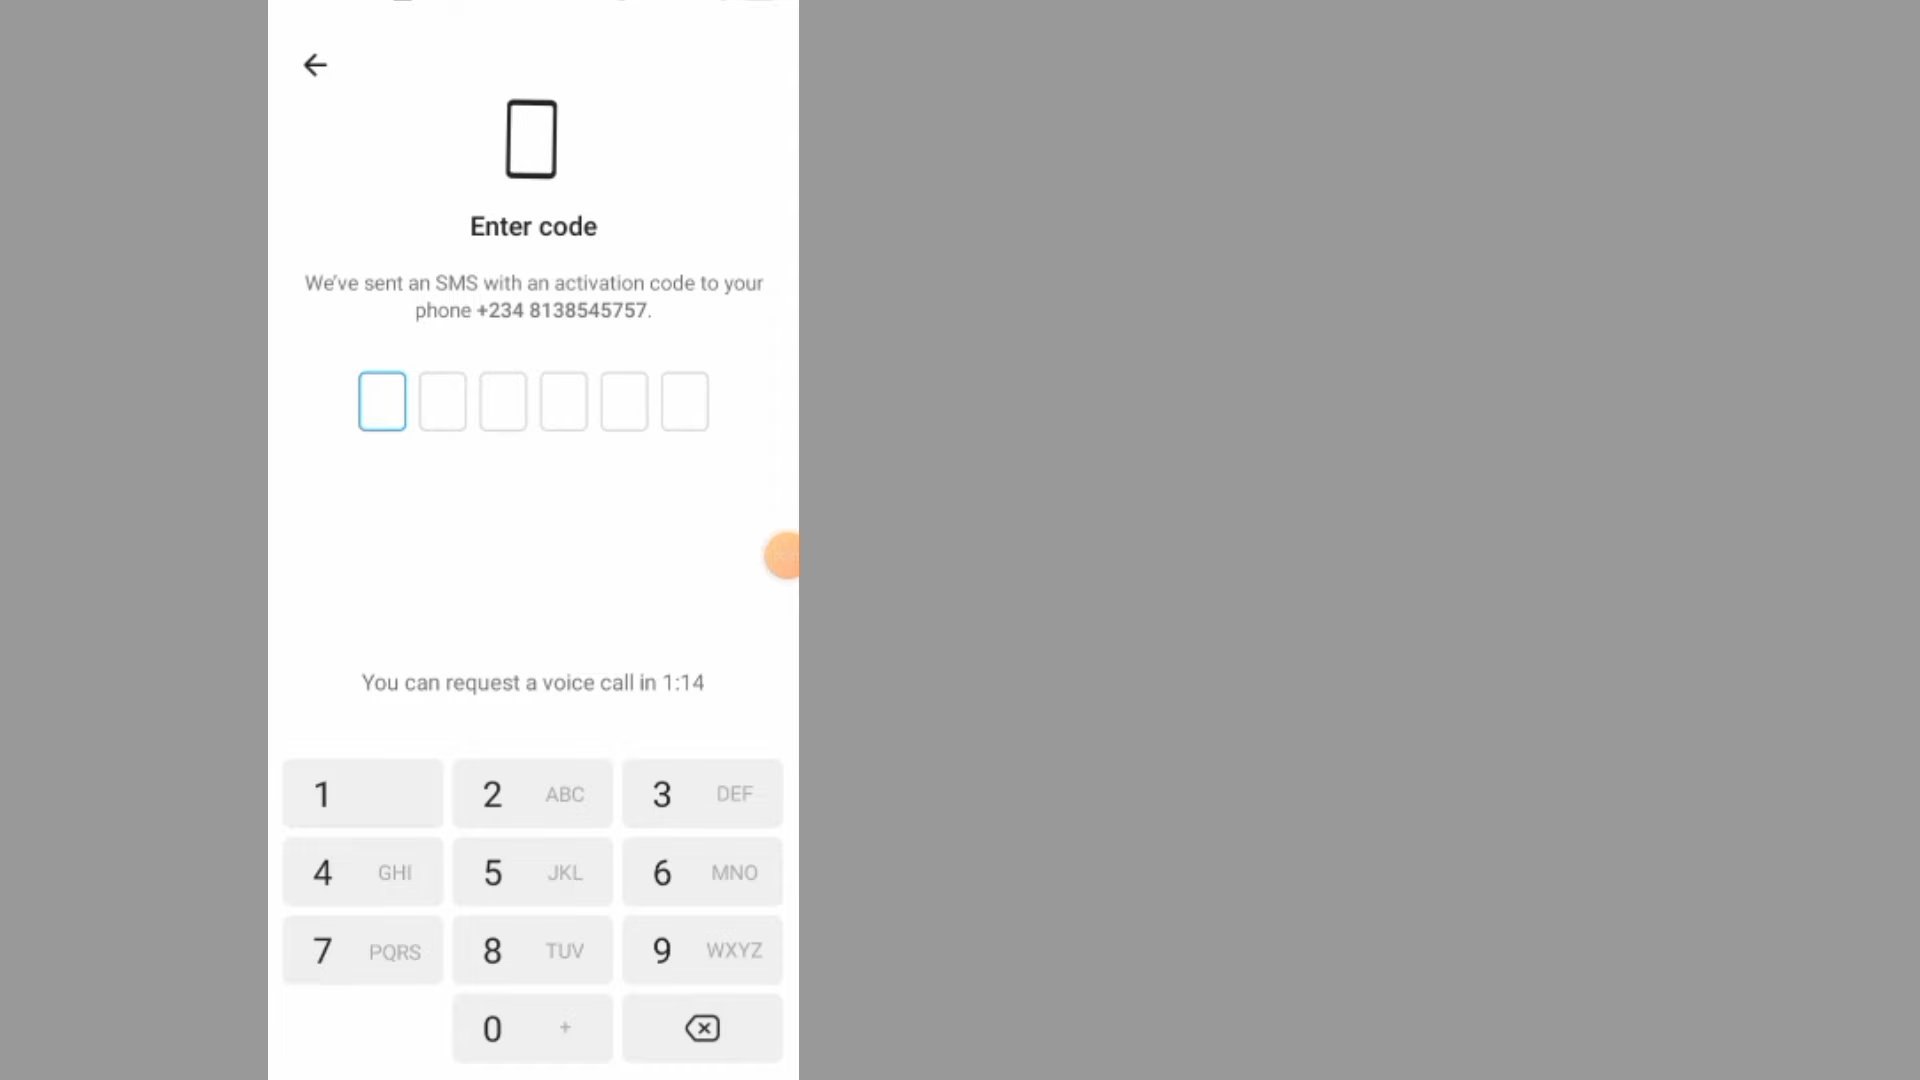 Enter code
We've sent an SMS with an activation code to your
phone +234 8138545757.
You can request a voice call in 1:14
1
2 ABC
3 DEF
4 GHI
5 JKL
6 MNO
7 PQRS
8 TUV
9 WXYZ
0 +